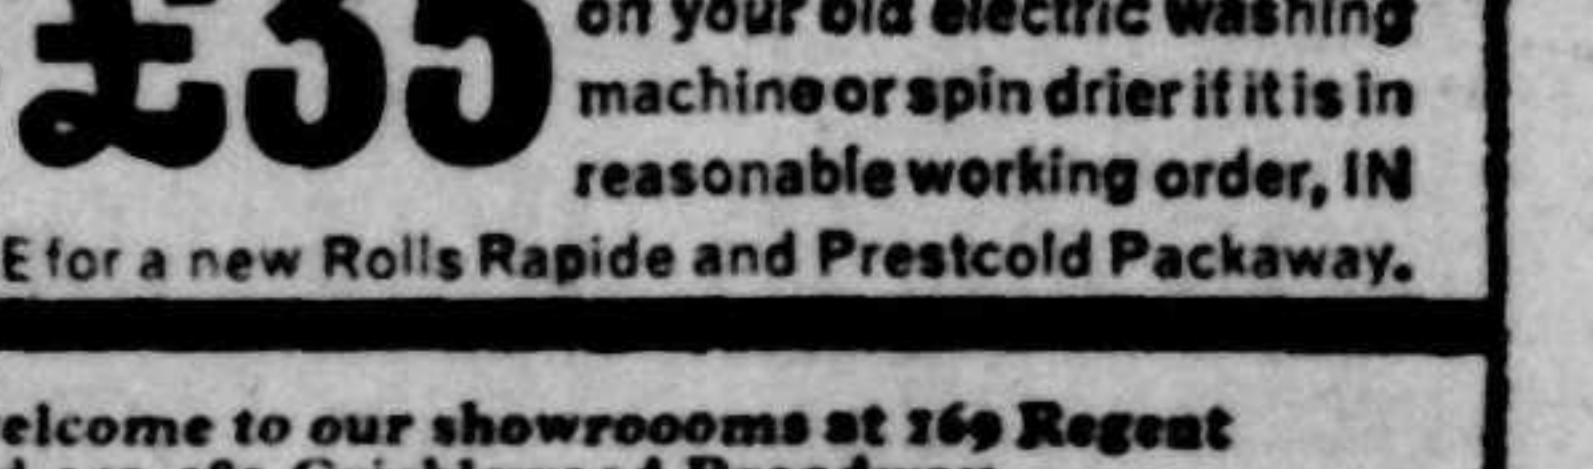 £35
on your old electric washing
machine or spin drier if it is in
reasonable working order, IN
E for a new Rolls Rapide and Prestcold Packaway.
elcome to our showroooms at 169 Regent